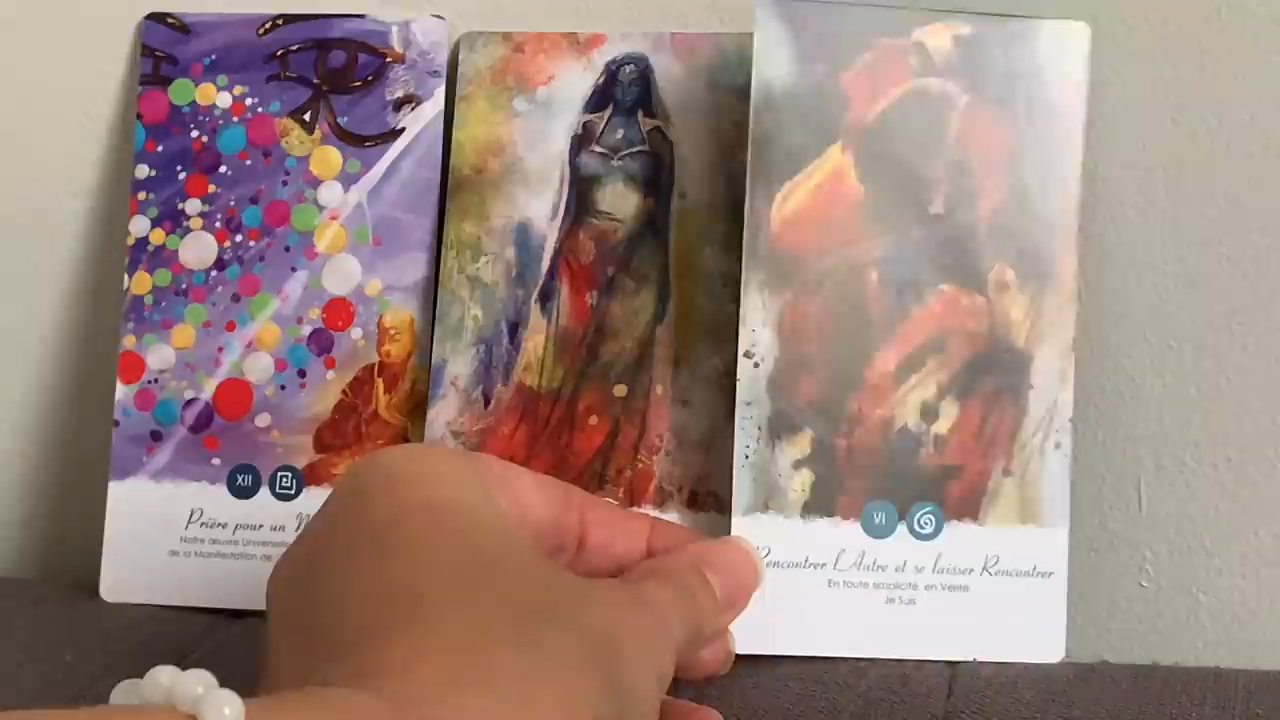 XII
Prière pour un
Notre œuvre Universelle
de la Manifestation de
VI
Rencontrer L'Autre et se laisser Rencontrer
En toute simplicité, en Vérité
Je Suis